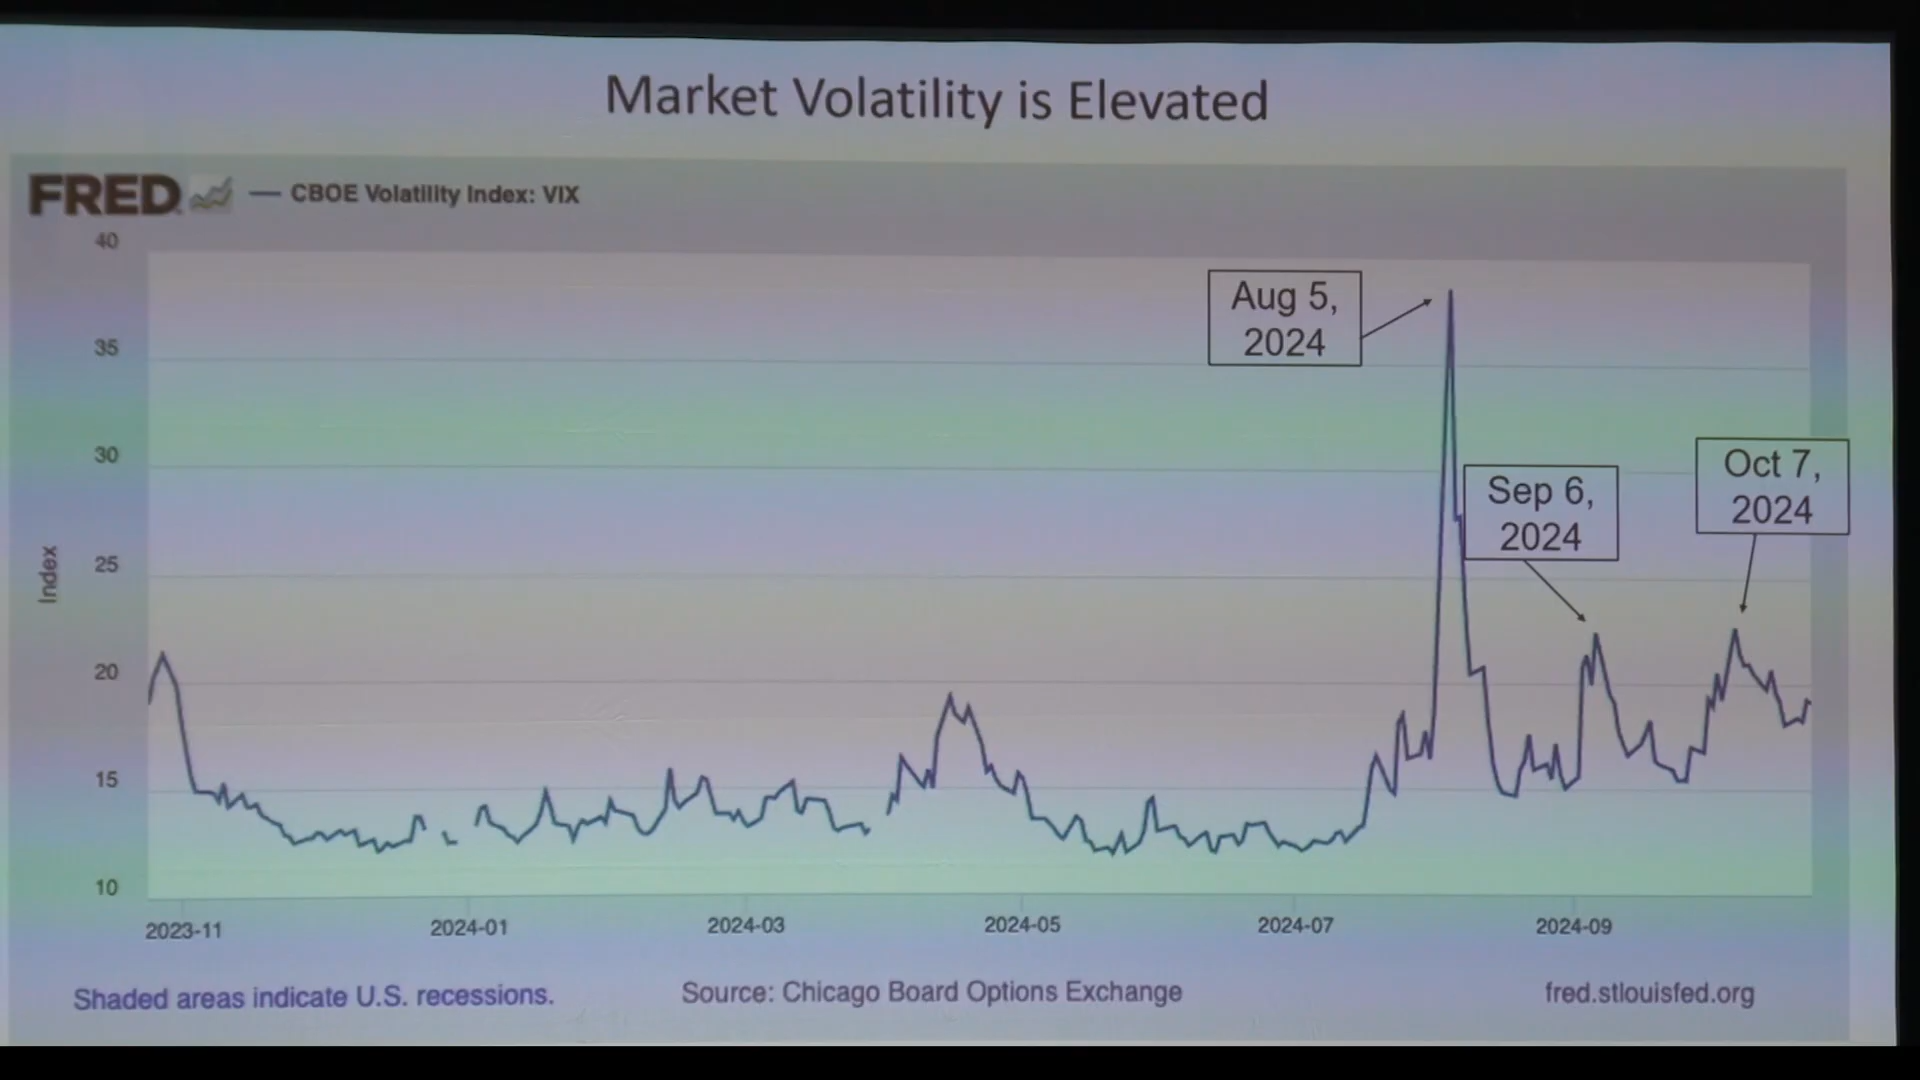 Market Volatility is Elevated
FRED — CBOE Volatility Index: VIX
40
35
30
25
20
15
10
Index
Aug 5,
2024
Sep 6,
2024
Oct 7,
2024
2023-11 2024-01 2024-03 2024-05 2024-07 2024-09
Shaded areas indicate U.S. recessions. Source: Chicago Board Options Exchange fred.stlouisfed.org